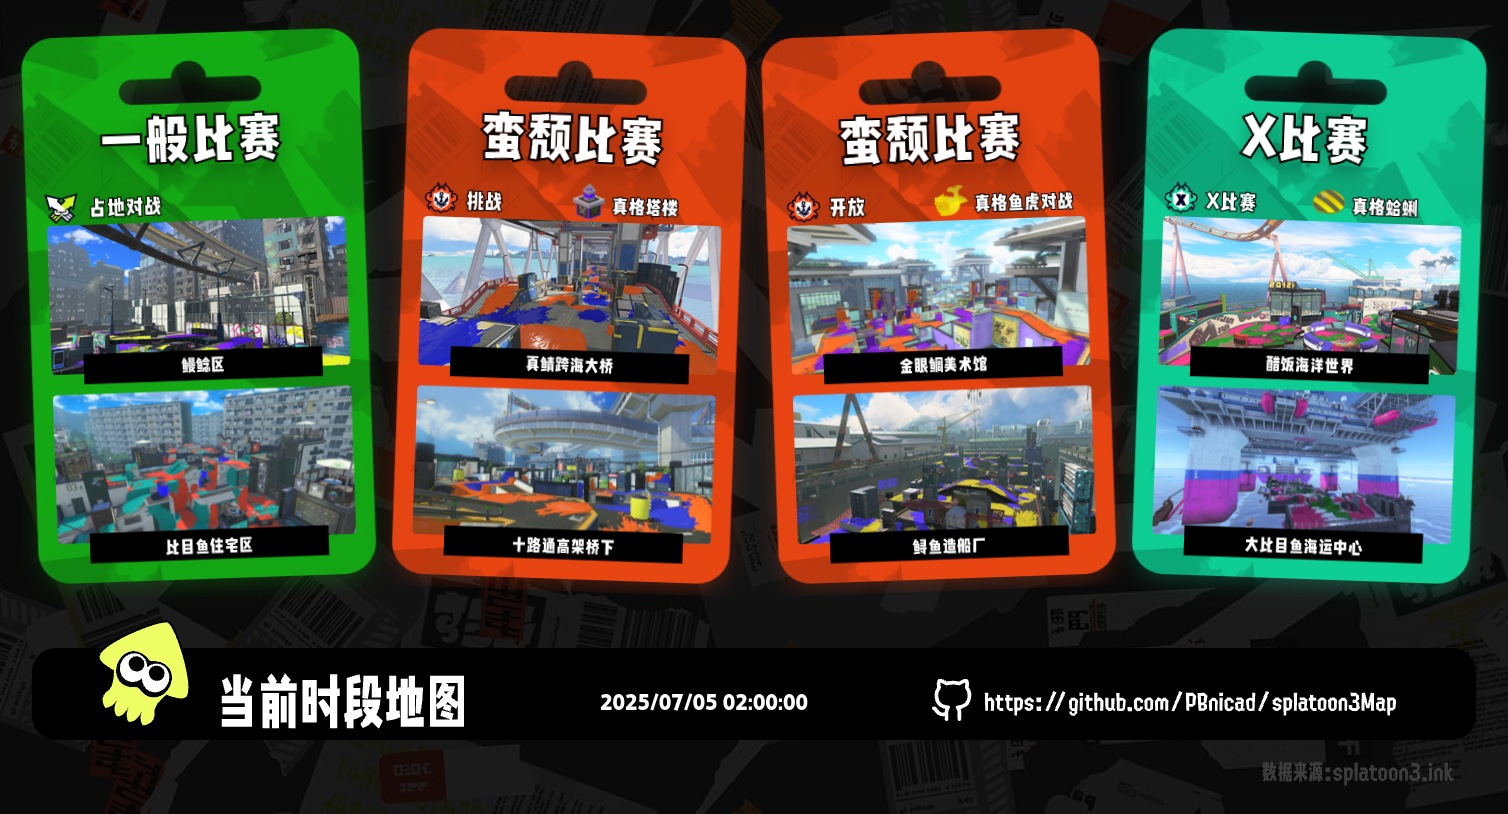 一般比赛
占地对战
鳗鲶区
比目鱼住宅区
蛮颓比赛
挑战
真格塔楼
真鲭跨海大桥
十路通高架桥下
蛮颓比赛
开放
真格鱼虎对战
金眼鲷美术馆
鲟鱼造船厂
X比赛
X比赛
真格蛤蜊
醋饭海洋世界
大比目鱼海运中心
当前时段地图
2025/07/05 02:00:00
https://github.com/PBnicad/splatoon3Map
数据来源:splatoon3.ink